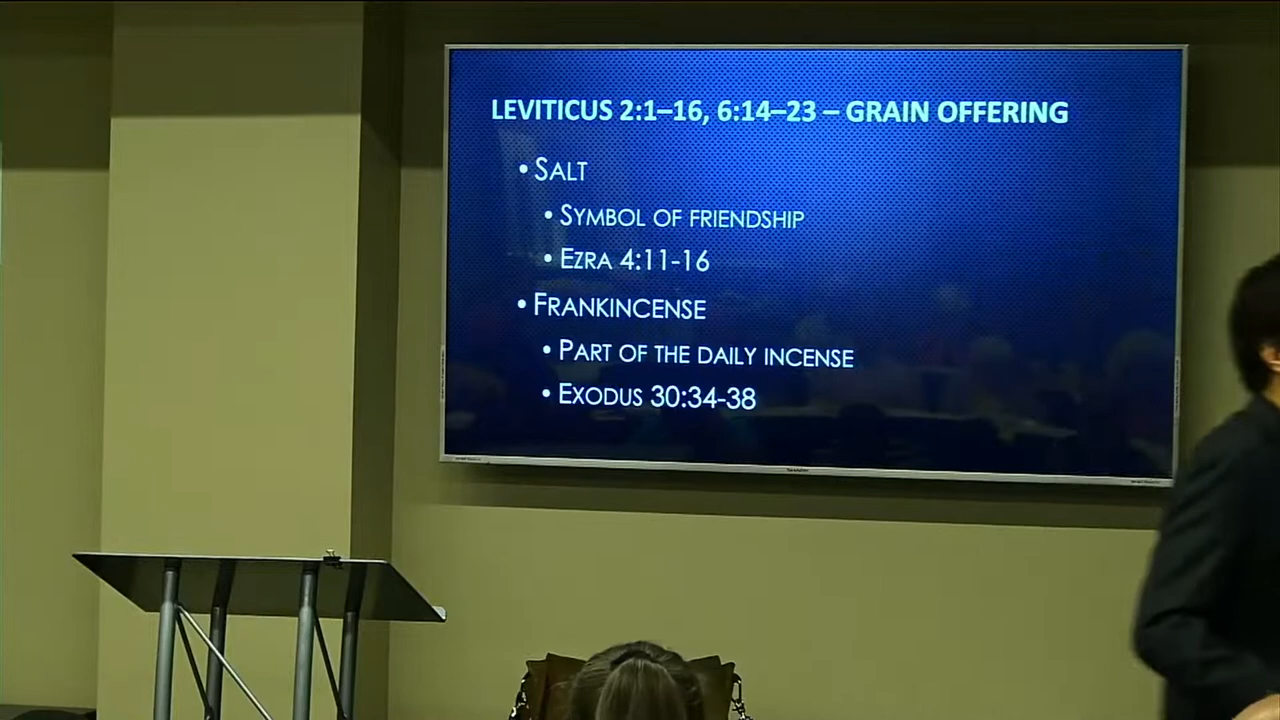 LEVITICUS 2:1–16, 6:14–23 – GRAIN OFFERING
• SALT
• SYMBOL OF FRIENDSHIP
• EZRA 4:11-16
• FRANKINCENSE
• PART OF THE DAILY INCENSE
• EXODUS 30:34-38